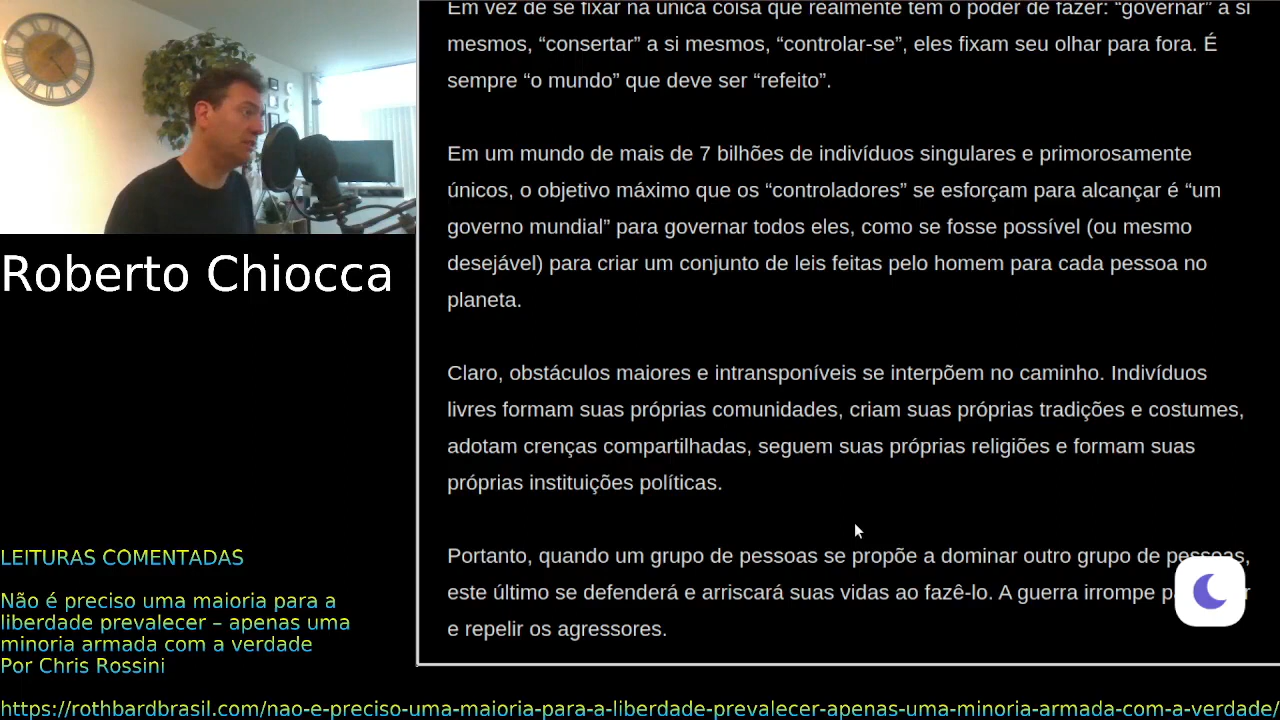 Em vez de se fixar na única coisa que realmente tem o poder de fazer: “governar” a si
mesmos, “consertar” a si mesmos, “controlar-se”, eles fixam seu olhar para fora. É
sempre “o mundo” que deve ser “refeito”.
Em um mundo de mais de 7 bilhões de indivíduos singulares e primorosamente
únicos, o objetivo máximo que os “controladores” se esforçam para alcançar é “um
governo mundial” para governar todos eles, como se fosse possível (ou mesmo
desejável) para criar um conjunto de leis feitas pelo homem para cada pessoa no
planeta.
Claro, obstáculos maiores e intransponíveis se interpõem no caminho. Indivíduos
livres formam suas próprias comunidades, criam suas próprias tradições e costumes,
adotam crenças compartilhadas, seguem suas próprias religiões e formam suas
próprias instituições políticas.
Portanto, quando um grupo de pessoas se propõe a dominar outro grupo de pessoas,
este último se defenderá e arriscará suas vidas ao fazê-lo. A guerra irrompe
e repelir os agressores.
Roberto Chiocca
LEITURAS COMENTADAS
Não é preciso uma maioria para a
liberdade prevalecer – apenas uma
minoria armada com a verdade
Por Chris Rossini
https://rothbardbrasil.com/nao-e-preciso-uma-maioria-para-a-liberdade-prevalecer-apenas-uma-minoria-armada-com-a-verdade/